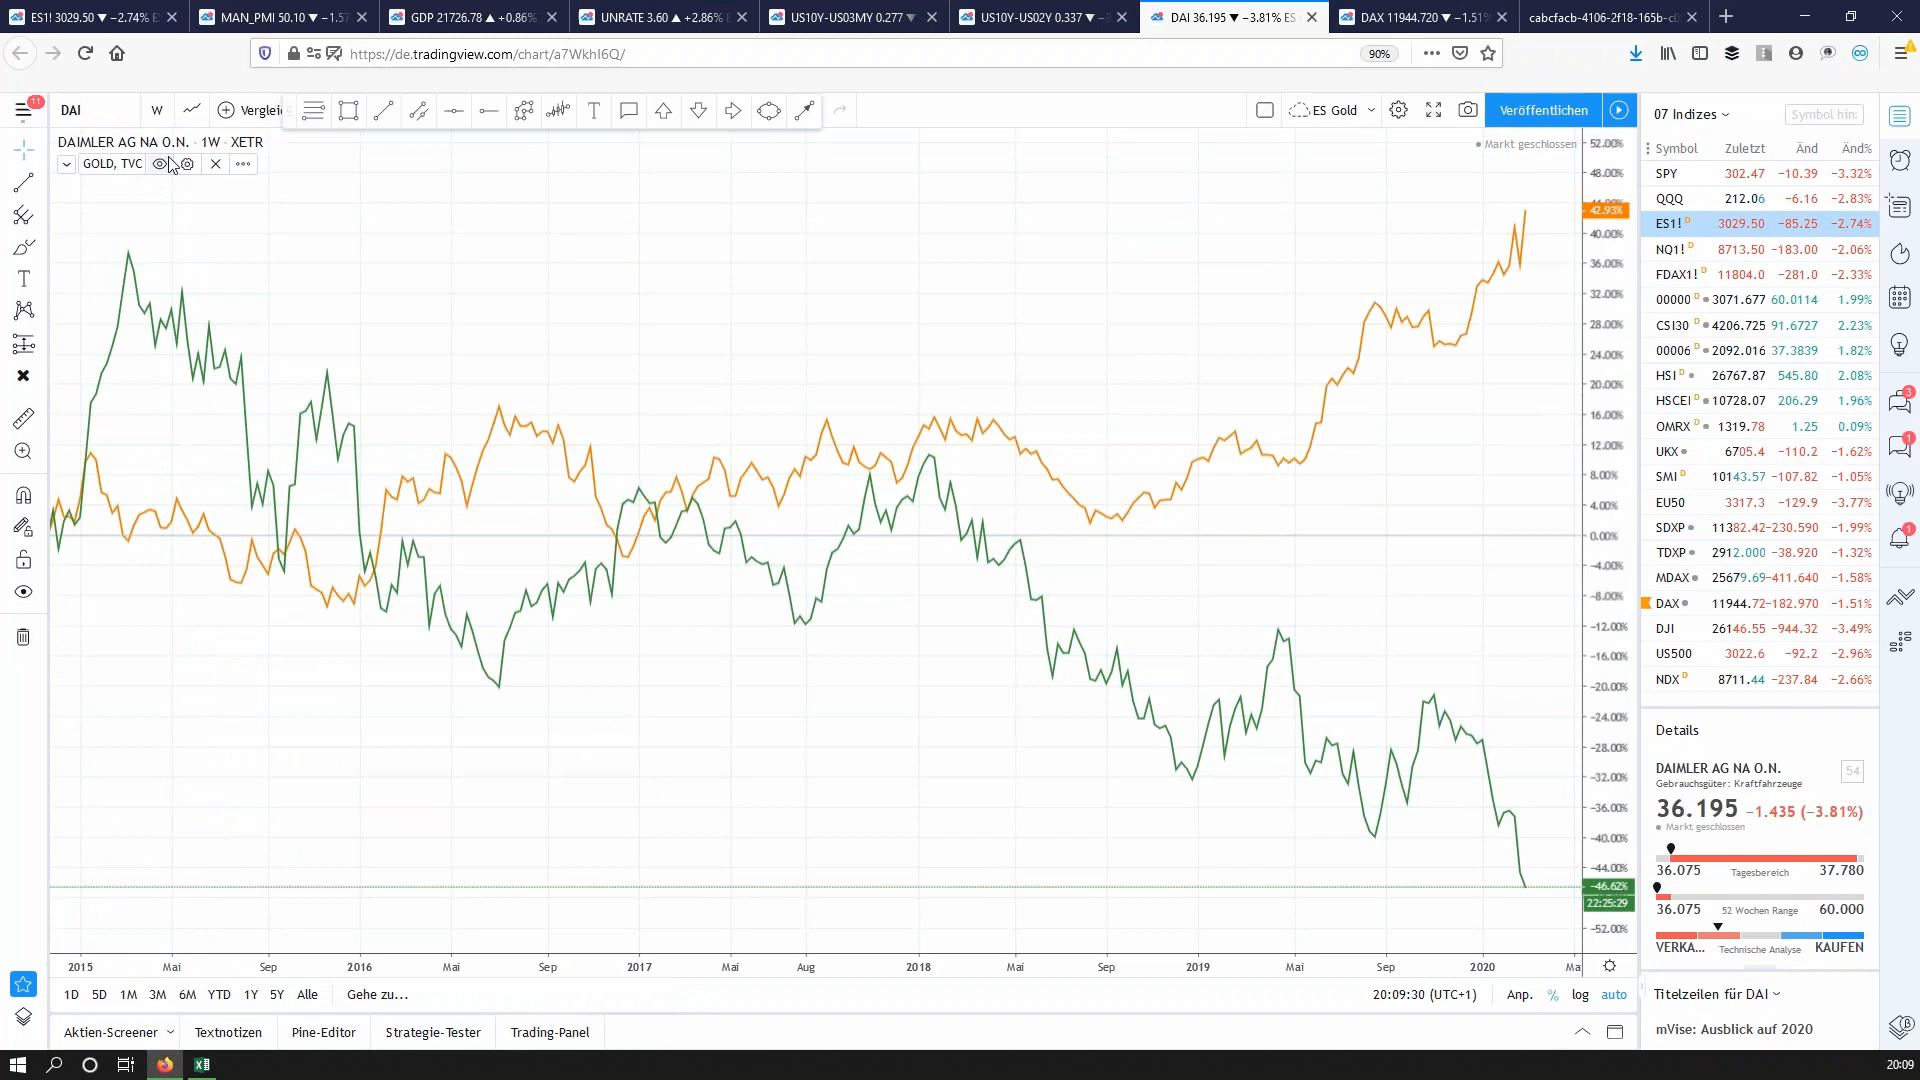 ES1! 3029.50 ▼ −2.74% E
MAN_PMI 50.10 ▼ −1.57
GDP 21726.78 ▲ +0.86%
UNRATE 3.60 ▲ +2.86% E
US10Y-US03MY 0.277 ▼
US10Y-US02Y 0.337 ▼ −
DAI 36.195 ▼ −3.81% ES
DAX 11944.720 ▼ −1.51%
cabcfacb-4106-2f18-165b-c
https://de.tradingview.com/chart/a7WkhI6Q/
90%
11
DAI
W
Verglei
ES Gold
Veröffentlichen
07 Indizes
Symbol hin:
DAIMLER AG NA O.N. · 1W · XETR
Markt geschlossen
GOLD, TVC
Symbol Zuletzt Änd Änd%
SPY 302.47 −10.39 −3.32%
QQQ 212.06 −6.16 −2.83%
ES1! D 3029.50 −85.25 −2.74%
NQ1! D 8713.50 −183.00 −2.06%
FDAX1! D 11804.0 −281.0 −2.33%
00000 D 3071.677 60.0114 1.99%
CSI30 D 4206.725 91.6727 2.23%
00006 D 2092.016 37.3839 1.82%
HSI D 26767.87 545.80 2.08%
HSCEI D 10728.07 206.29 1.96%
OMRX D 1319.78 1.25 0.09%
UKX 6705.4 −110.2 −1.62%
SMI D 10143.57 −107.82 −1.05%
EU50 3317.3 −129.9 −3.77%
SDXP 11382.42 −230.590 −1.99%
TDXP 2912.000 −38.920 −1.32%
MDAX 25679.69 −411.640 −1.58%
DAX 11944.72 −182.970 −1.51%
DJI 26146.55 −944.32 −3.49%
US500 3022.6 −92.2 −2.96%
NDX D 8711.44 −237.84 −2.66%
52.00%
48.00%
42.93%
40.00%
36.00%
32.00%
28.00%
24.00%
20.00%
16.00%
12.00%
8.00%
4.00%
0.00%
−4.00%
−8.00%
−12.00%
−16.00%
−20.00%
−24.00%
−28.00%
−32.00%
−36.00%
−40.00%
−44.00%
−46.62%
22:25:29
−52.00%
3
1
1
Details
DAIMLER AG NA O.N.
54
Gebrauchsgüter: Kraftfahrzeuge
36.195 −1.435 (−3.81%)
Markt geschlossen
36.075 Tagesbereich 37.780
36.075 52 Wochen Range 60.000
VERKA... Technische Analyse KAUFEN
2015 Mai Sep 2016 Mai Sep 2017 Mai Aug 2018 Mai Sep 2019 Mai Sep 2020 Ma
1D 5D 1M 3M 6M YTD 1Y 5Y Alle Gehe zu...
20:09:30 (UTC+1) Anp. % log auto
Titelzeilen für DAI
Aktien-Screener Textnotizen Pine-Editor Strategie-Tester Trading-Panel
mVise: Ausblick auf 2020
20:09